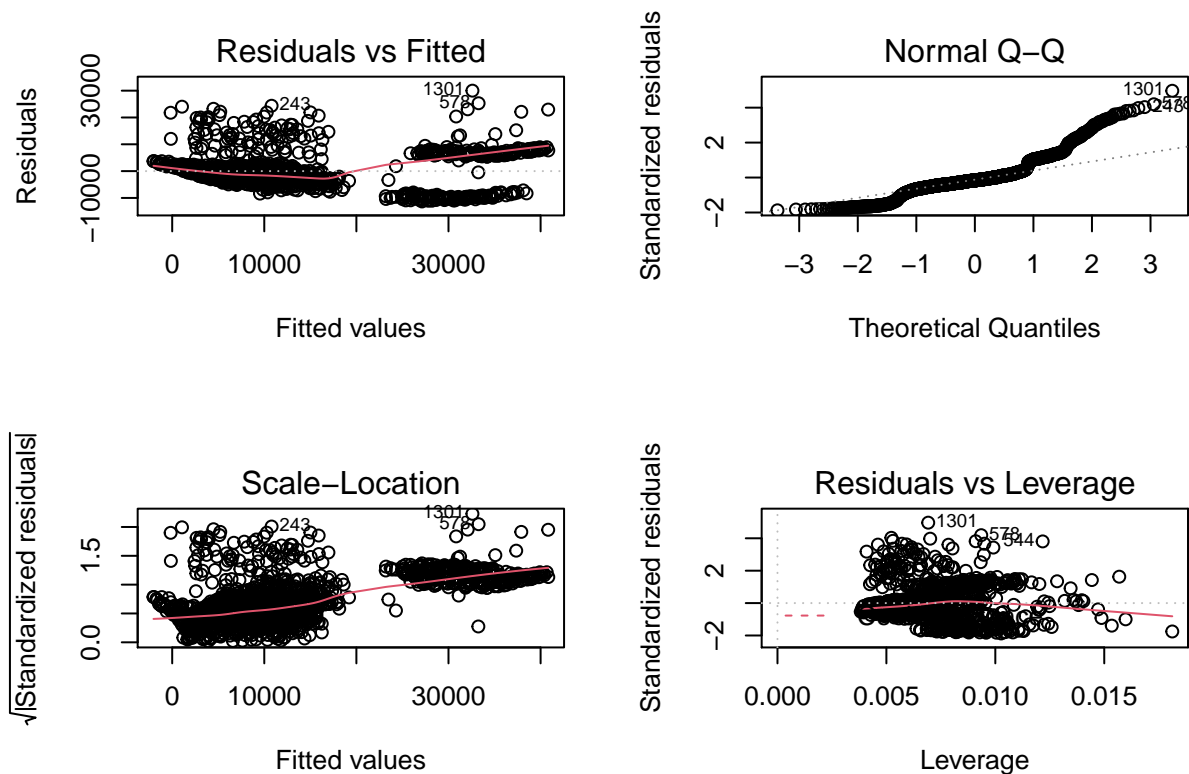 Residuals vs Fitted
Residuals
30000
−10000
1301
578
243
0 10000 30000
Fitted values
Normal Q−Q
Standardized residuals
2
−2
1301
578
243
−3 −2 −1 0 1 2 3
Theoretical Quantiles
Scale−Location
√|Standardized residuals|
1.5
0.0
1301
578
243
0 10000 30000
Fitted values
Residuals vs Leverage
Standardized residuals
2
−2
1301
578
544
0.000 0.005 0.010 0.015
Leverage